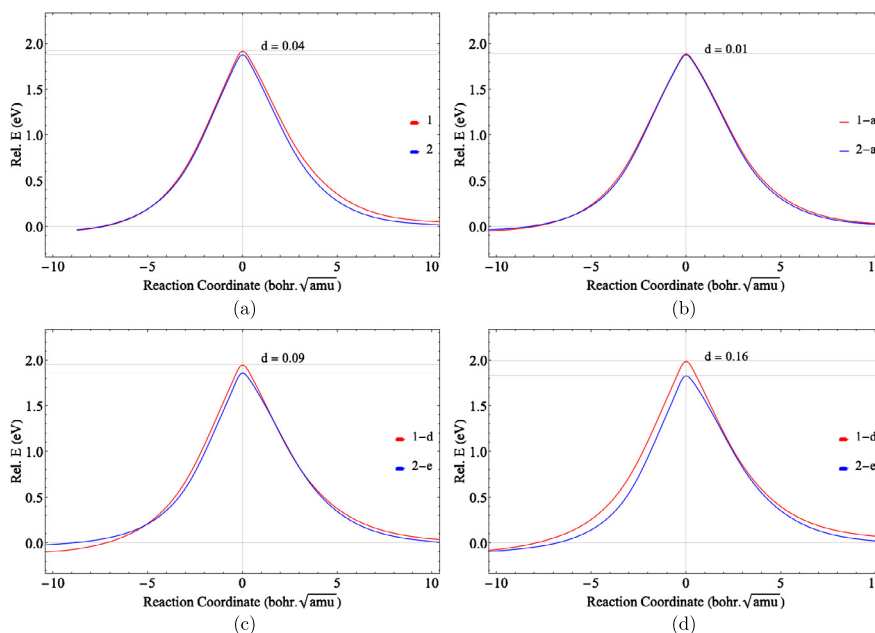 d = 0.04
2.0
1.5
1.0
0.5
0.0
Rel. E (eV)
1
2
−10 −5 0 5 10
Reaction Coordinate (bohr.√amu)
(a)
d = 0.01
2.0
1.5
1.0
0.5
0.0
Rel. E (eV)
1−a
2−a
−10 −5 0 5
Reaction Coordinate (bohr.√amu)
(b)
d = 0.09
2.0
1.5
1.0
0.5
0.0
Rel. E (eV)
1−d
2−e
−10 −5 0 5 10
Reaction Coordinate (bohr.√amu)
(c)
d = 0.16
2.0
1.5
1.0
0.5
0.0
Rel. E (eV)
1−d
2−e
−10 −5 0 5
Reaction Coordinate (bohr.√amu)
(d)